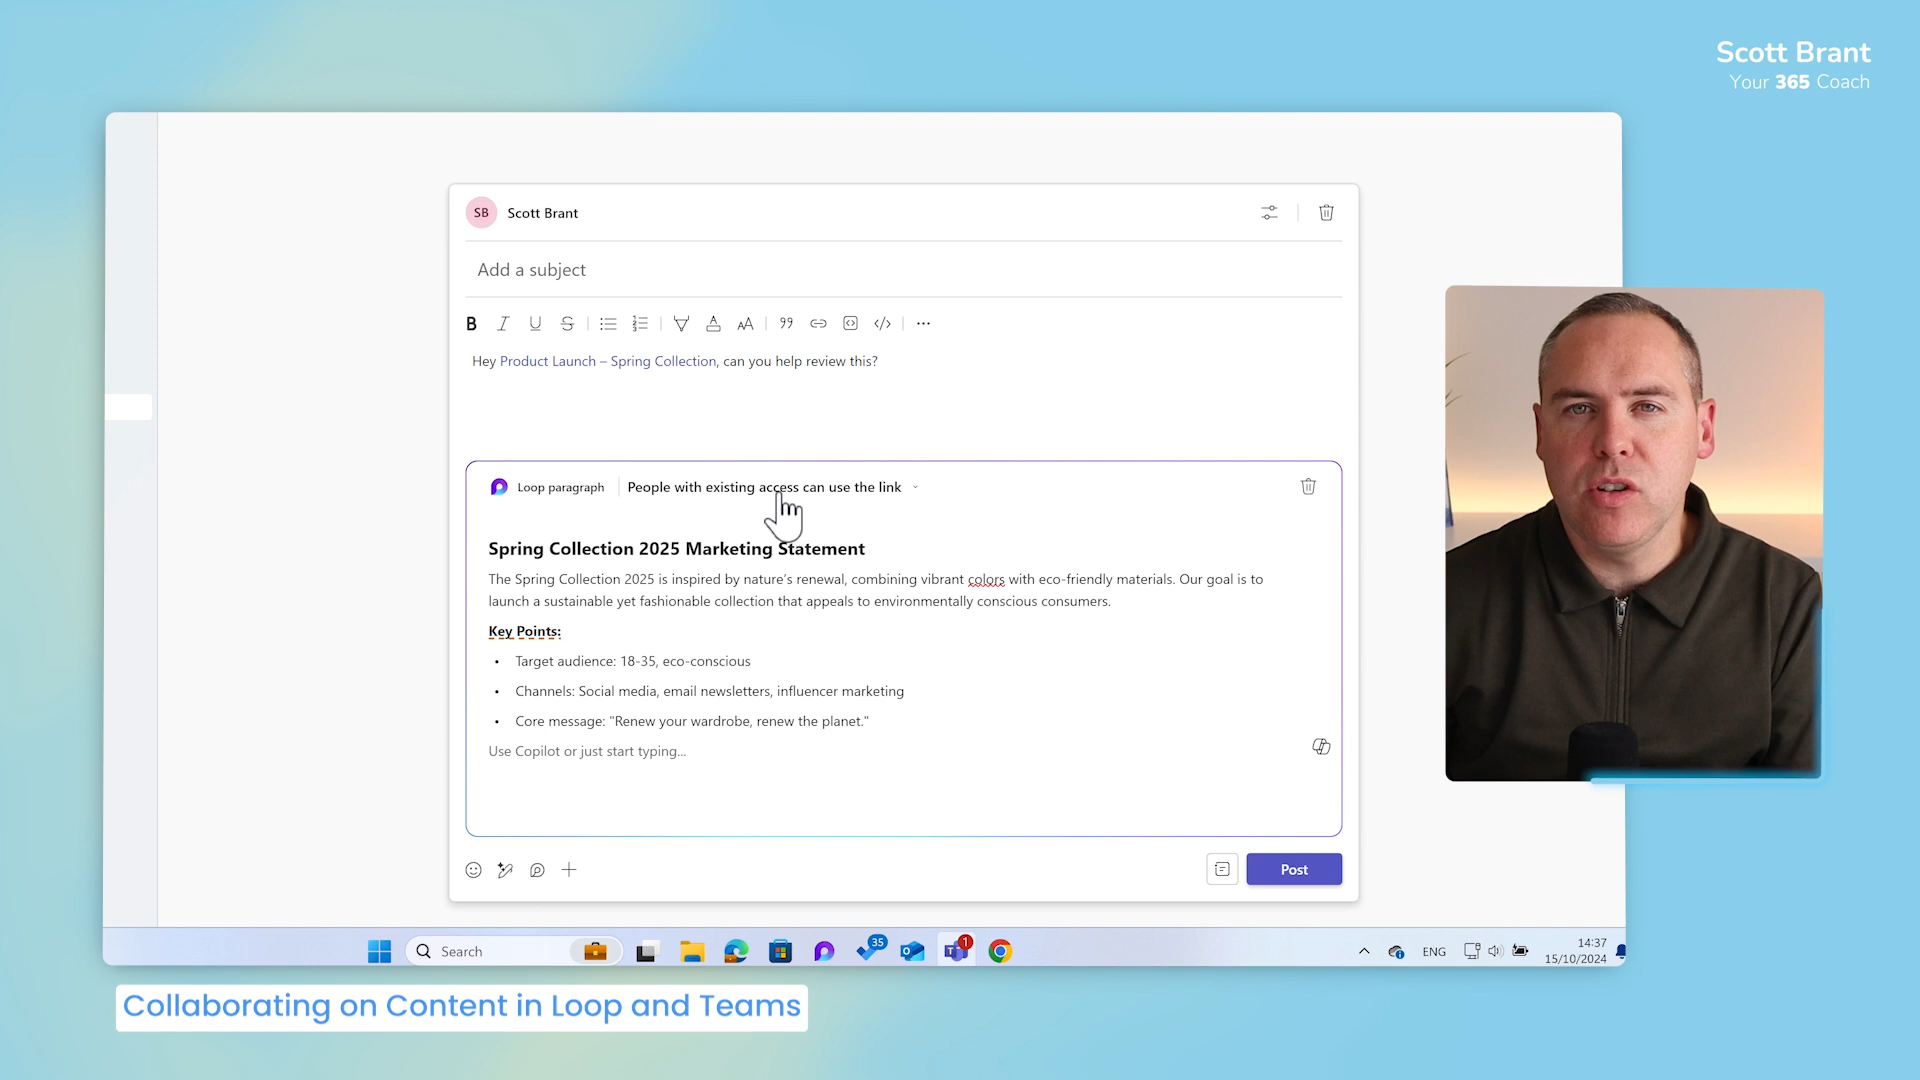 Scott Brant
Your 365 Coach
SB
Scott Brant
Add a subject
Hey Product Launch – Spring Collection, can you help review this?
Loop paragraph
People with existing access can use the link
Spring Collection 2025 Marketing Statement
The Spring Collection 2025 is inspired by nature's renewal, combining vibrant colors with eco-friendly materials. Our goal is to
launch a sustainable yet fashionable collection that appeals to environmentally conscious consumers.
Key Points:
• Target audience: 18-35, eco-conscious
• Channels: Social media, email newsletters, influencer marketing
• Core message: "Renew your wardrobe, renew the planet."
Use Copilot or just start typing...
Post
Search
35
1
ENG
14:37
15/10/2024
Collaborating on Content in Loop and Teams